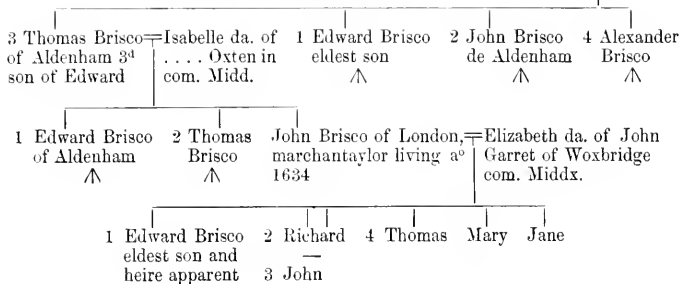 3 Thomas Brisco=Isabelle da. of 1 Edward Brisco 2 John Brisco 4 Alexander
of Aldenham 3d .... Oxten in eldest son de Aldenham Brisco
son of Edward com. Midd.
1 Edward Brisco 2 Thomas John Brisco of London,=Elizabeth da. of John
of Aldenham Brisco marchantaylor living ao Garret of Woxbridge
1634 com. Middx.
1 Edward Brisco 2 Richard 4 Thomas Mary Jane
eldest son and —
heire apparent 3 John